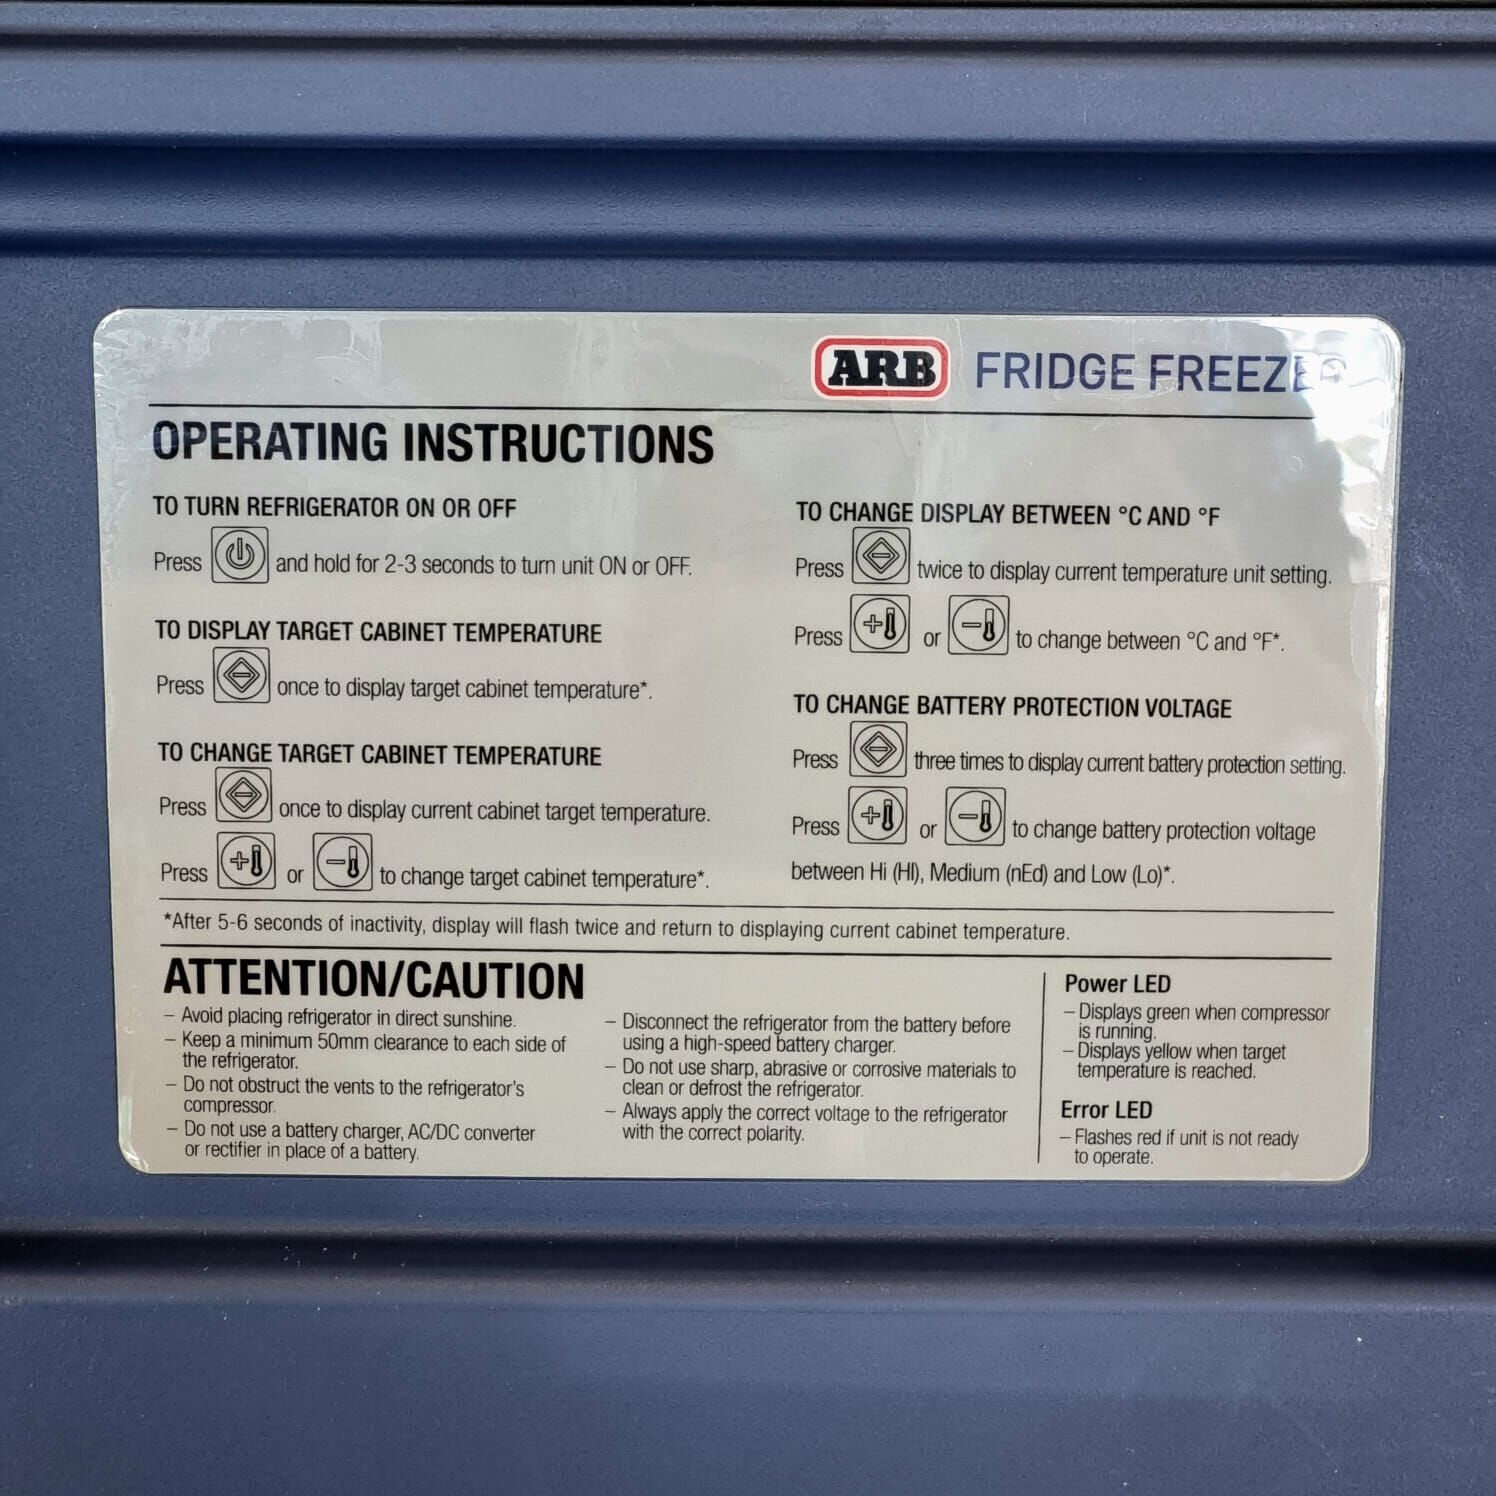 ARB FRIDGE FREEZER
OPERATING INSTRUCTIONS
TO TURN REFRIGERATOR ON OR OFF
Press and hold for 2-3 seconds to turn unit ON or OFF.
TO DISPLAY TARGET CABINET TEMPERATURE
Press once to display target cabinet temperature*.
TO CHANGE TARGET CABINET TEMPERATURE
Press once to display current cabinet target temperature.
Press or to change target cabinet temperature*.
TO CHANGE DISPLAY BETWEEN °C AND °F
Press twice to display current temperature unit setting.
Press or to change between °C and °F*.
TO CHANGE BATTERY PROTECTION VOLTAGE
Press three times to display current battery protection setting.
Press or to change battery protection voltage
between Hi (HI), Medium (nEd) and Low (Lo)*.
*After 5-6 seconds of inactivity, display will flash twice and return to displaying current cabinet temperature.
ATTENTION/CAUTION
– Avoid placing refrigerator in direct sunshine.
– Keep a minimum 50mm clearance to each side of
the refrigerator.
– Do not obstruct the vents to the refrigerator's
compressor.
– Do not use a battery charger, AC/DC converter
or rectifier in place of a battery.
– Disconnect the refrigerator from the battery before
using a high-speed battery charger.
– Do not use sharp, abrasive or corrosive materials to
clean or defrost the refrigerator.
– Always apply the correct voltage to the refrigerator
with the correct polarity.
Power LED
– Displays green when compressor
is running.
– Displays yellow when target
temperature is reached.
Error LED
– Flashes red if unit is not ready
to operate.